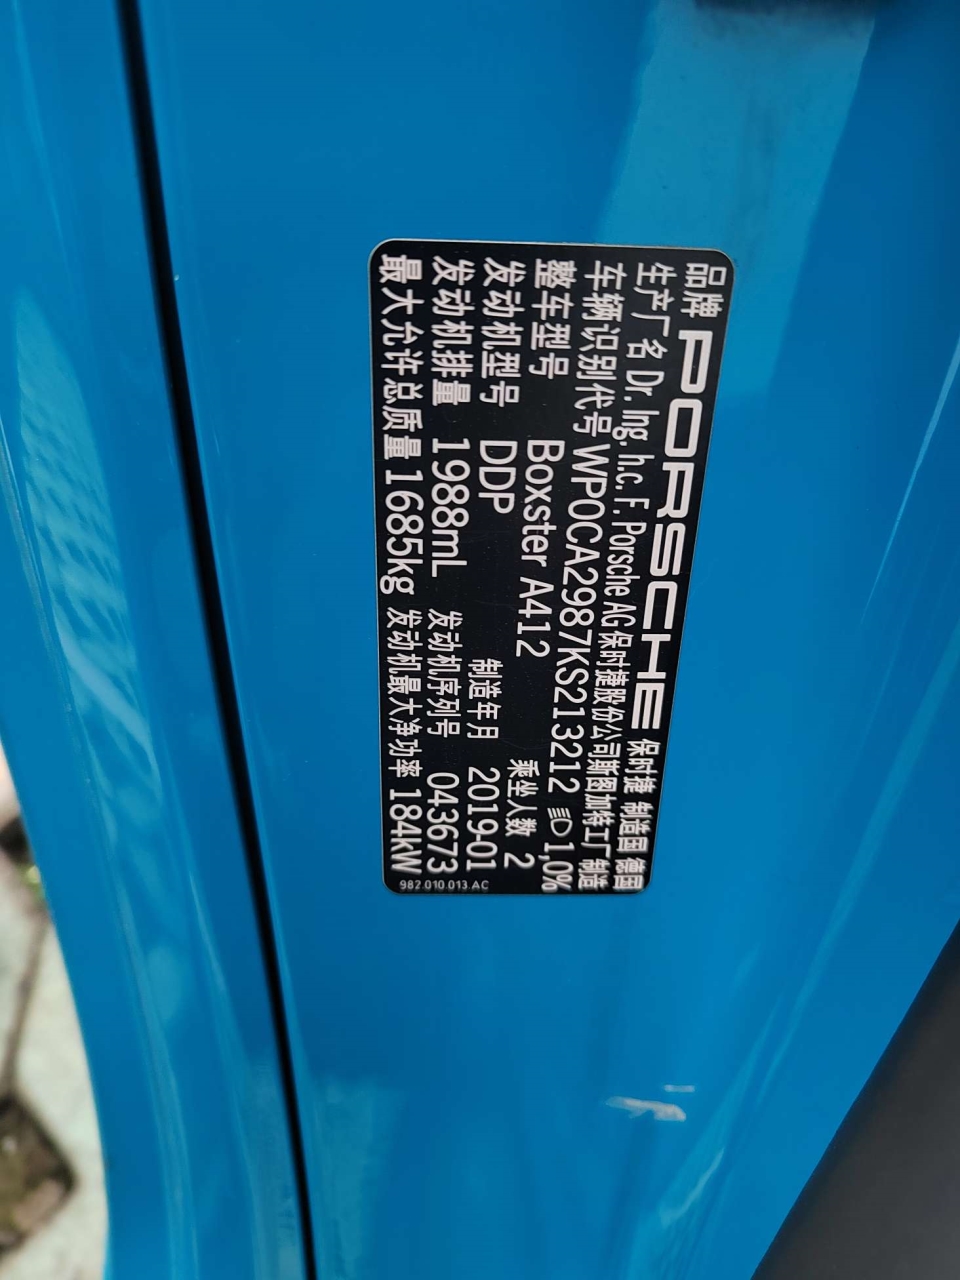 品牌 PORSCHE 保时捷 制造国 德国
生产厂名 Dr. Ing. h.c. F. Porsche AG 保时捷股份公司斯图加特工厂制造
车辆识别代号 WP0CA2987KS213212 1,0%
整车型号 Boxster A412 乘坐人数 2
发动机型号 DDP 制造年月 2019-01
发动机排量 1988mL 发动机序列号 043673
最大允许总质量 1685kg 发动机最大净功率 184kW
982.010.013.AC